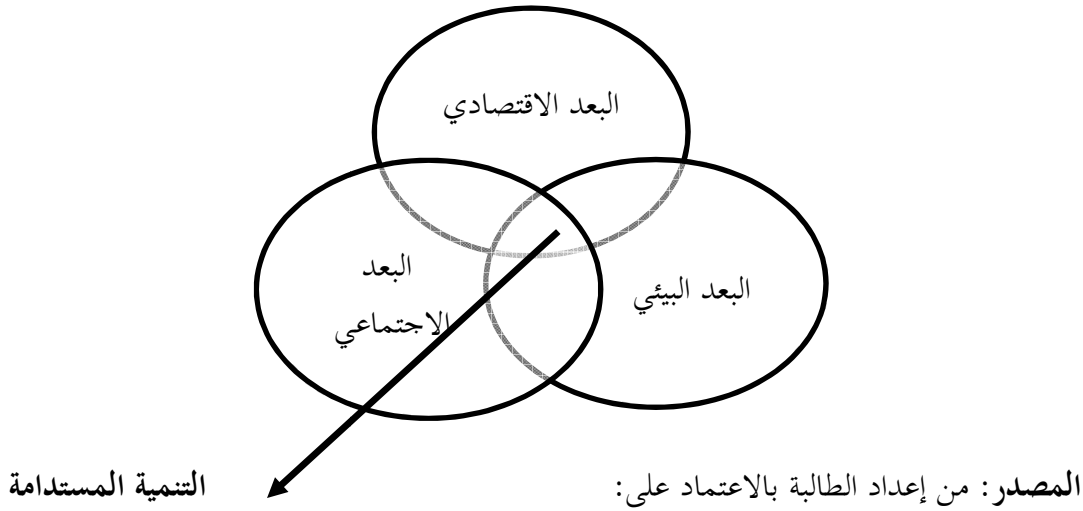 البعد الاقتصادي
البعد البيئي
البعد
الاجتماعي
المصدر: من إعداد الطالبة بالاعتماد على:
التنمية المستدامة